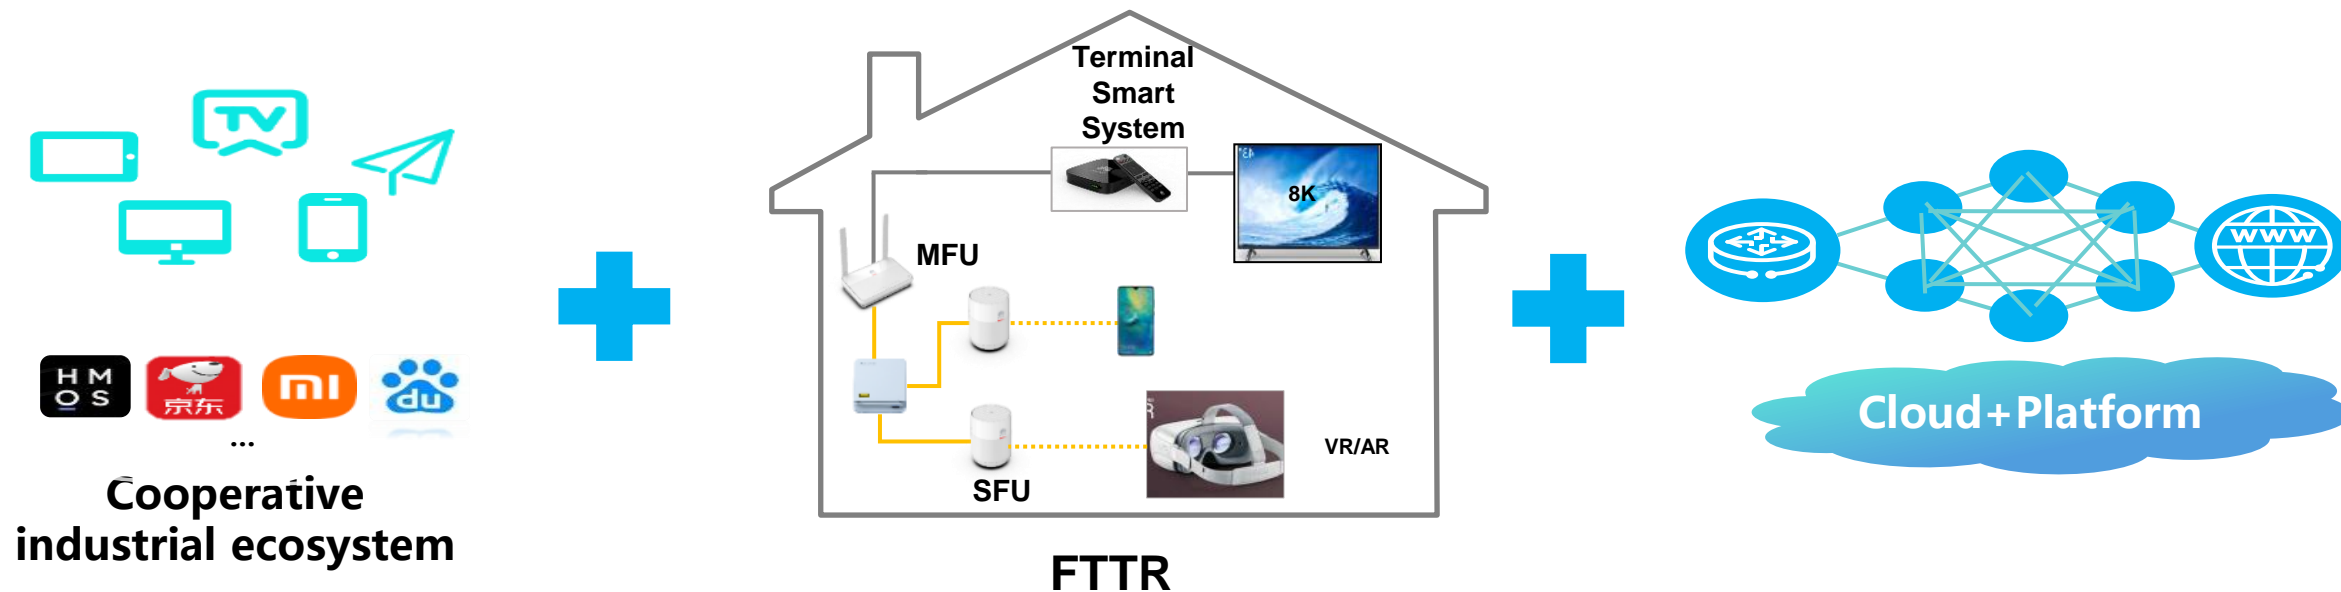 TV
H M
O S
京东
mi
du
...
Cooperative
industrial ecosystem
Terminal
Smart
System
8K
MFU
SFU
VR/AR
FTTR
WWW
Cloud+Platform